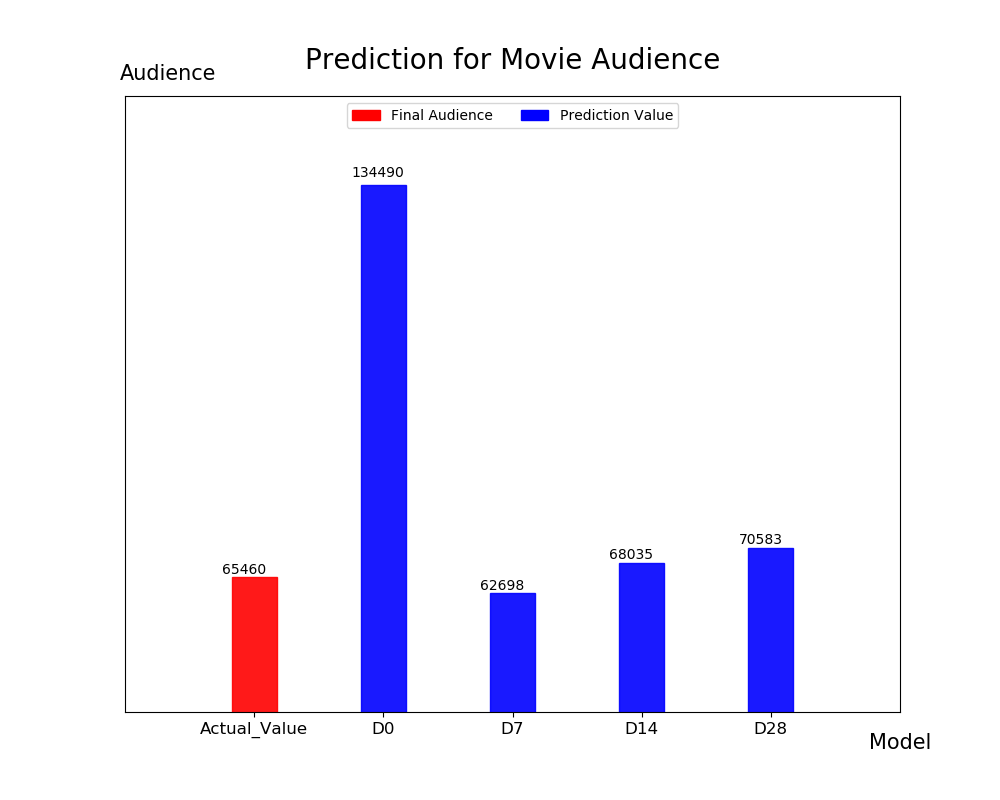 Prediction for Movie Audience
Audience
Final Audience
Prediction Value
134490
65460
62698
68035
70583
Actual_Value
D0
D7
D14
D28
Model